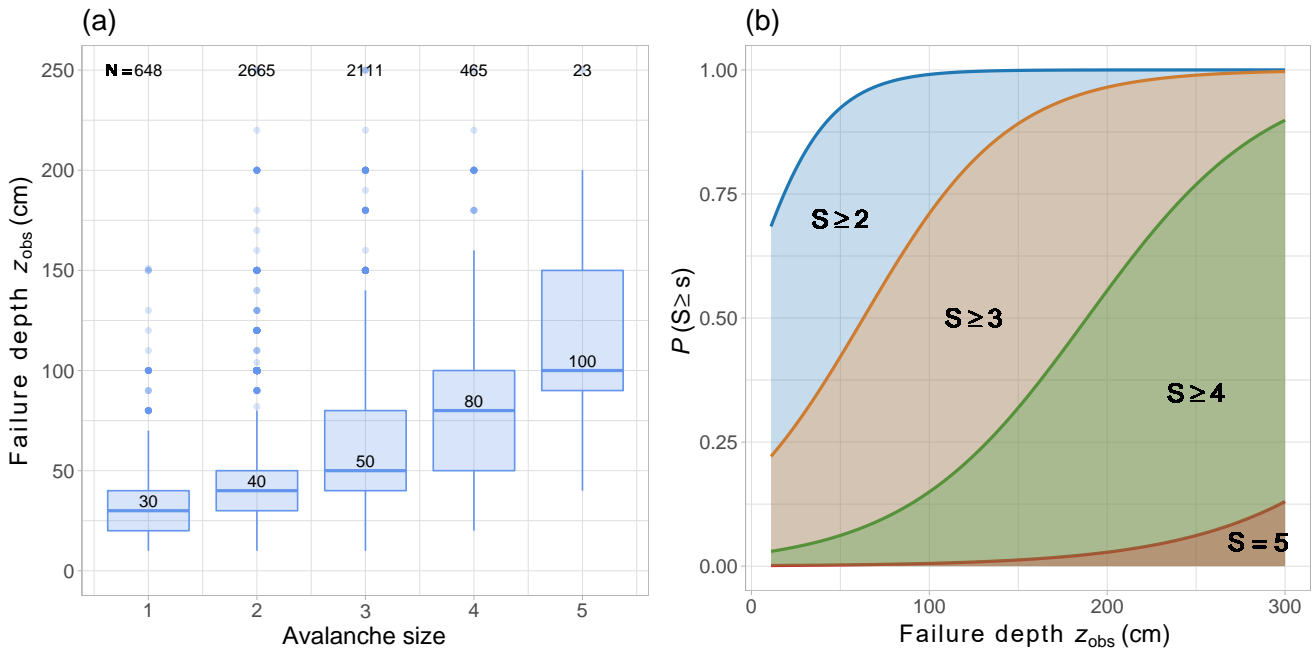 (a)
Failure depth z_obs (cm)
250
200
150
100
50
0
N = 648 2665 2111 465 23
30
40
50
80
100
1 2 3 4 5
Avalanche size
(b)
P (S ≥ s)
1.00
0.75
0.50
0.25
0.00
S ≥ 2
S ≥ 3
S ≥ 4
S = 5
0 100 200 300
Failure depth z_obs (cm)